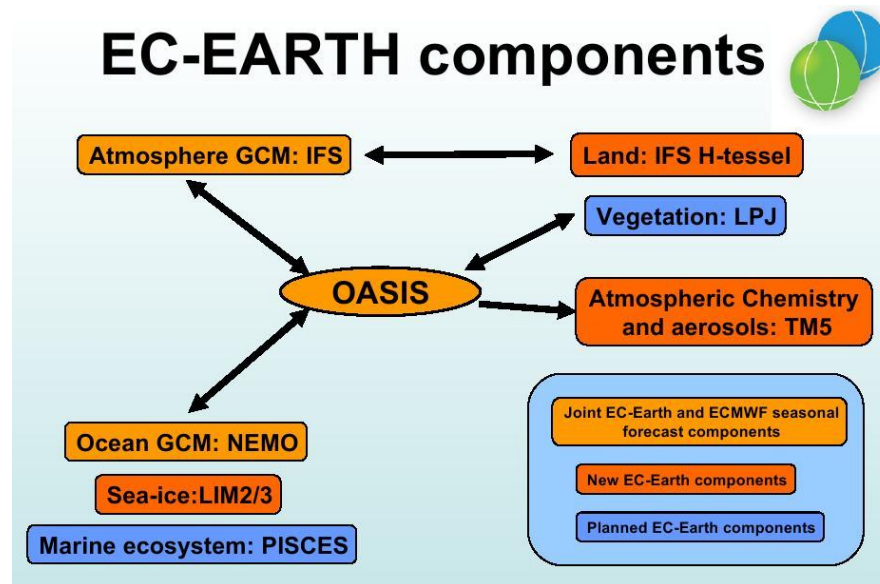 EC-EARTH components
Atmosphere GCM: IFS
Land: IFS H-tessel
Vegetation: LPJ
OASIS
Atmospheric Chemistry
and aerosols: TM5
Ocean GCM: NEMO
Sea-ice:LIM2/3
Marine ecosystem: PISCES
Joint EC-Earth and ECMWF seasonal
forecast components
New EC-Earth components
Planned EC-Earth components